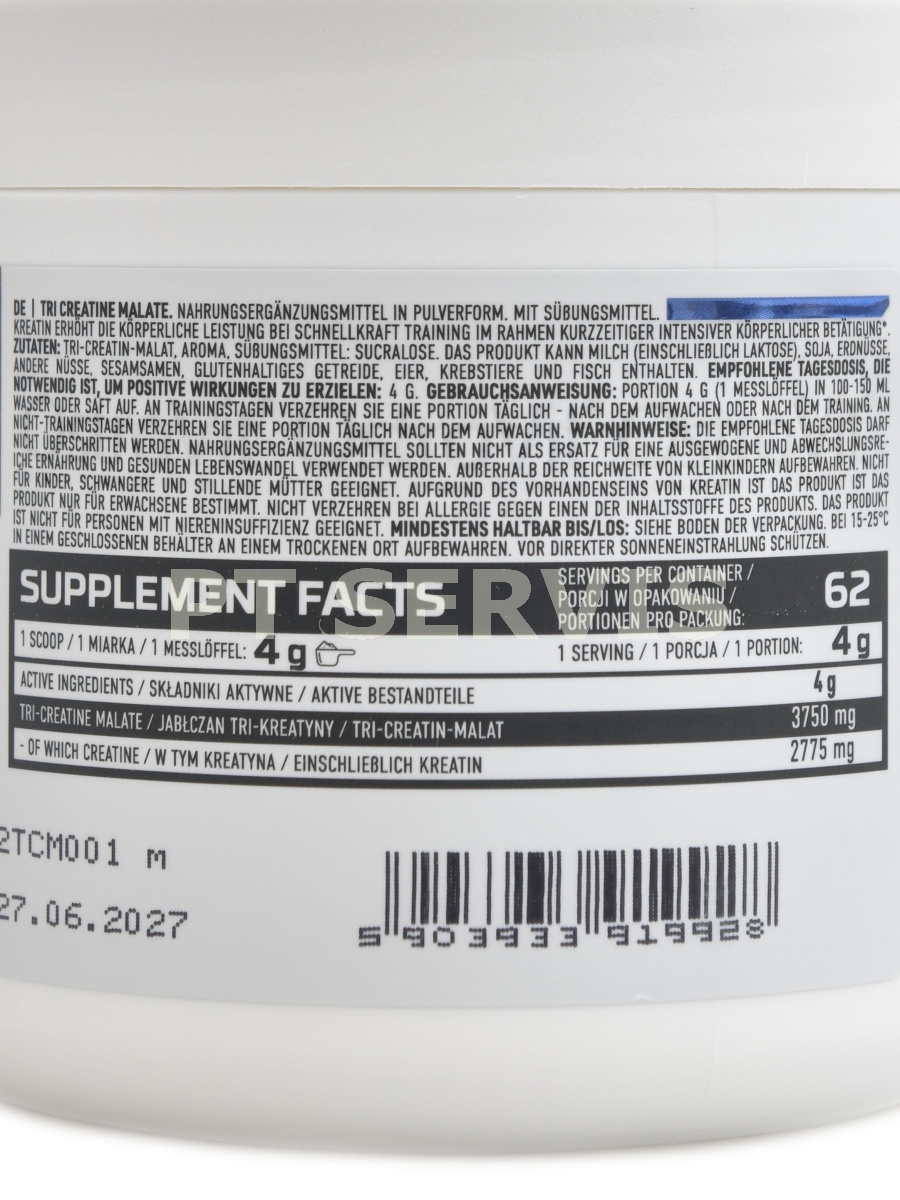 DE | TRI CREATINE MALATE. NAHRUNGSERGÄNZUNGSMITTEL IN PULVERFORM. MIT SÜßUNGSMITTEL.
KREATIN ERHÖHT DIE KÖRPERLICHE LEISTUNG BEI SCHNELLKRAFT TRAINING IM RAHMEN KURZZEITIGER INTENSIVER KÖRPERLICHER BETÄTIGUNG*.
ZUTATEN: TRI-CREATIN-MALAT, AROMA, SÜßUNGSMITTEL: SUCRALOSE. DAS PRODUKT KANN MILCH (EINSCHLIEßLICH LAKTOSE), SOJA, ERDNÜSSE,
ANDERE NÜSSE, SESAMSAMEN, GLUTENHALTIGES GETREIDE, EIER, KREBSTIERE UND FISCH ENTHALTEN. EMPFOHLENE TAGESDOSIS, DIE
NOTWENDIG IST, UM POSITIVE WIRKUNGEN ZU ERZIELEN: 4 G. GEBRAUCHSANWEISUNG: PORTION 4 G (1 MESSLÖFFEL) IN 100-150 ML
WASSER ODER SAFT AUF. AN TRAININGSTAGEN VERZEHREN SIE EINE PORTION TÄGLICH - NACH DEM AUFWACHEN ODER NACH DEM TRAINING. AN
NICHT-TRAININGSTAGEN VERZEHREN SIE EINE PORTION TÄGLICH NACH DEM AUFWACHEN. WARNHINWEISE: DIE EMPFOHLENE TAGESDOSIS DARF
NICHT ÜBERSCHRITTEN WERDEN. NAHRUNGSERGÄNZUNGSMITTEL SOLLTEN NICHT ALS ERSATZ FÜR EINE AUSGEWOGENE UND ABWECHSLUNGSRE-
ICHE ERNÄHRUNG UND GESUNDEN LEBENSWANDEL VERWENDET WERDEN. AUßERHALB DER REICHWEITE VON KLEINKINDERN AUFBEWAHREN. NICHT
FÜR KINDER, SCHWANGERE UND STILLENDE MÜTTER GEEIGNET. AUFGRUND DES VORHANDENSEINS VON KREATIN IST DAS PRODUKT IST DAS
PRODUKT NUR FÜR ERWACHSENE BESTIMMT. NICHT VERZEHREN BEI ALLERGIE GEGEN EINEN DER INHALTSSTOFFE DES PRODUKTS. DAS PRODUKT
IST NICHT FÜR PERSONEN MIT NIERENINSUFFIZIENZ GEEIGNET. MINDESTENS HALTBAR BIS/LOS: SIEHE BODEN DER VERPACKUNG. BEI 15-25°C
IN EINEM GESCHLOSSENEN BEHÄLTER AN EINEM TROCKENEN ORT AUFBEWAHREN. VOR DIREKTER SONNENEINSTRAHLUNG SCHÜTZEN.
SUPPLEMENT FACTS
SERVINGS PER CONTAINER /
PORCJI W OPAKOWANIU /
PORTIONEN PRO PACKUNG:
62
PT SERVIS
1 SCOOP / 1 MIARKA / 1 MESSLÖFFEL: 4 g
1 SERVING / 1 PORCJA / 1 PORTION: 4 g
ACTIVE INGREDIENTS / SKŁADNIKI AKTYWNE / AKTIVE BESTANDTEILE 4 g
TRI-CREATINE MALATE / JABŁCZAN TRI-KREATYNY / TRI-CREATIN-MALAT 3750 mg
- OF WHICH CREATINE / W TYM KREATYNA / EINSCHLIEßLICH KREATIN 2775 mg
2TCM001 m
27.06.2027
5 903933 919928